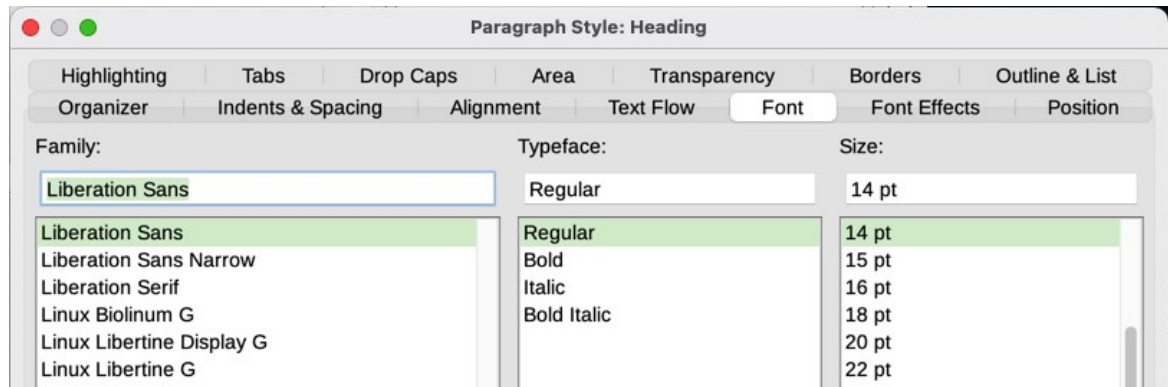 Paragraph Style: Heading
Highlighting Tabs Drop Caps Area Transparency Borders Outline & List
Organizer Indents & Spacing Alignment Text Flow Font Font Effects Position
Family: Typeface: Size:
Liberation Sans Regular 14 pt
Liberation Sans Regular 14 pt
Liberation Sans Narrow Bold 15 pt
Liberation Serif Italic 16 pt
Linux Biolinum G Bold Italic 18 pt
Linux Libertine Display G 20 pt
Linux Libertine G 22 pt